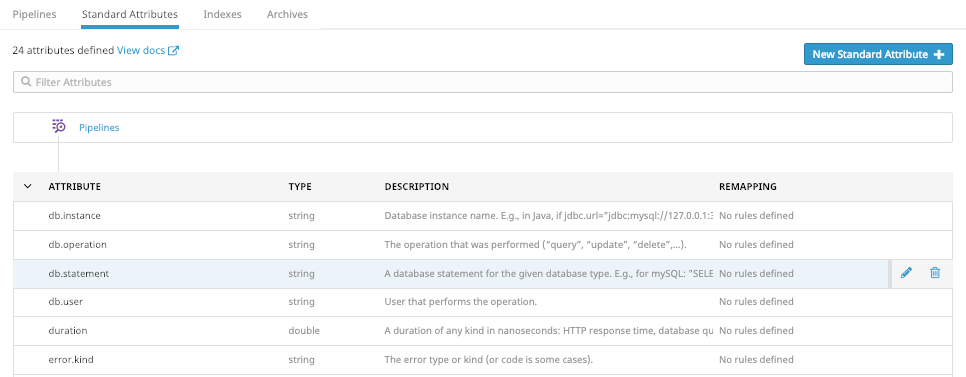 Pipelines Standard Attributes Indexes Archives
24 attributes defined View docs
New Standard Attribute +
Filter Attributes
Pipelines
ATTRIBUTE TYPE DESCRIPTION REMAPPING
db.instance string Database instance name. E.g., in Java, if jdbc.url="jdbc:mysql://127.0.0.1:3 No rules defined
db.operation string The operation that was performed (“query”, “update”, “delete”,...). No rules defined
db.statement string A database statement for the given database type. E.g., for mySQL: "SELE No rules defined
db.user string User that performs the operation. No rules defined
duration double A duration of any kind in nanoseconds: HTTP response time, database qu No rules defined
error.kind string The error type or kind (or code is some cases). No rules defined